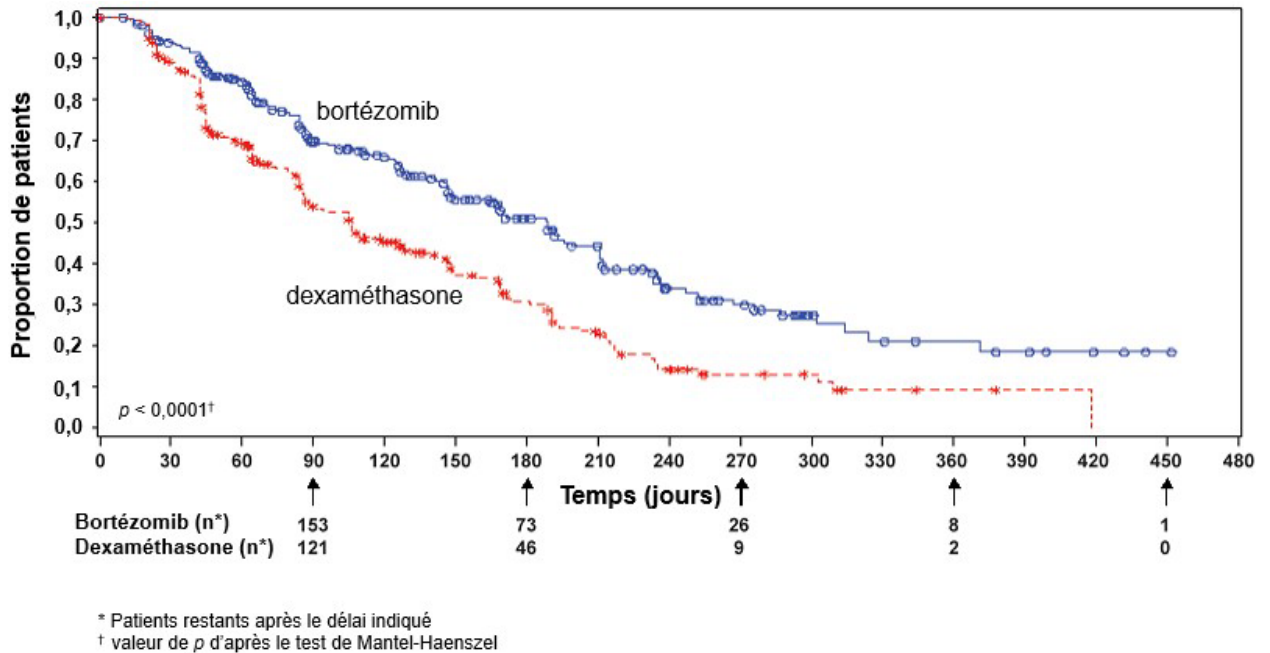 Proportion de patients
1,0
0,9
0,8
0,7
0,6
0,5
0,4
0,3
0,2
0,1
0,0
bortézomib
dexaméthasone
p < 0,0001†
0 30 60 90 120 150 180 210 240 270 300 330 360 390 420 450 480
Temps (jours)
Bortézomib (n*) 153 73 26 8 1
Dexaméthasone (n*) 121 46 9 2 0
* Patients restants après le délai indiqué
† valeur de p d'après le test de Mantel-Haenszel